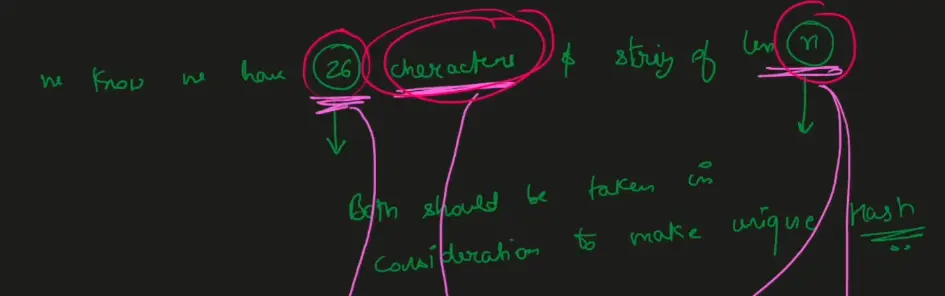 we know we have 26 characters & string of len n
Both should be taken in
consideration to make unique Hash